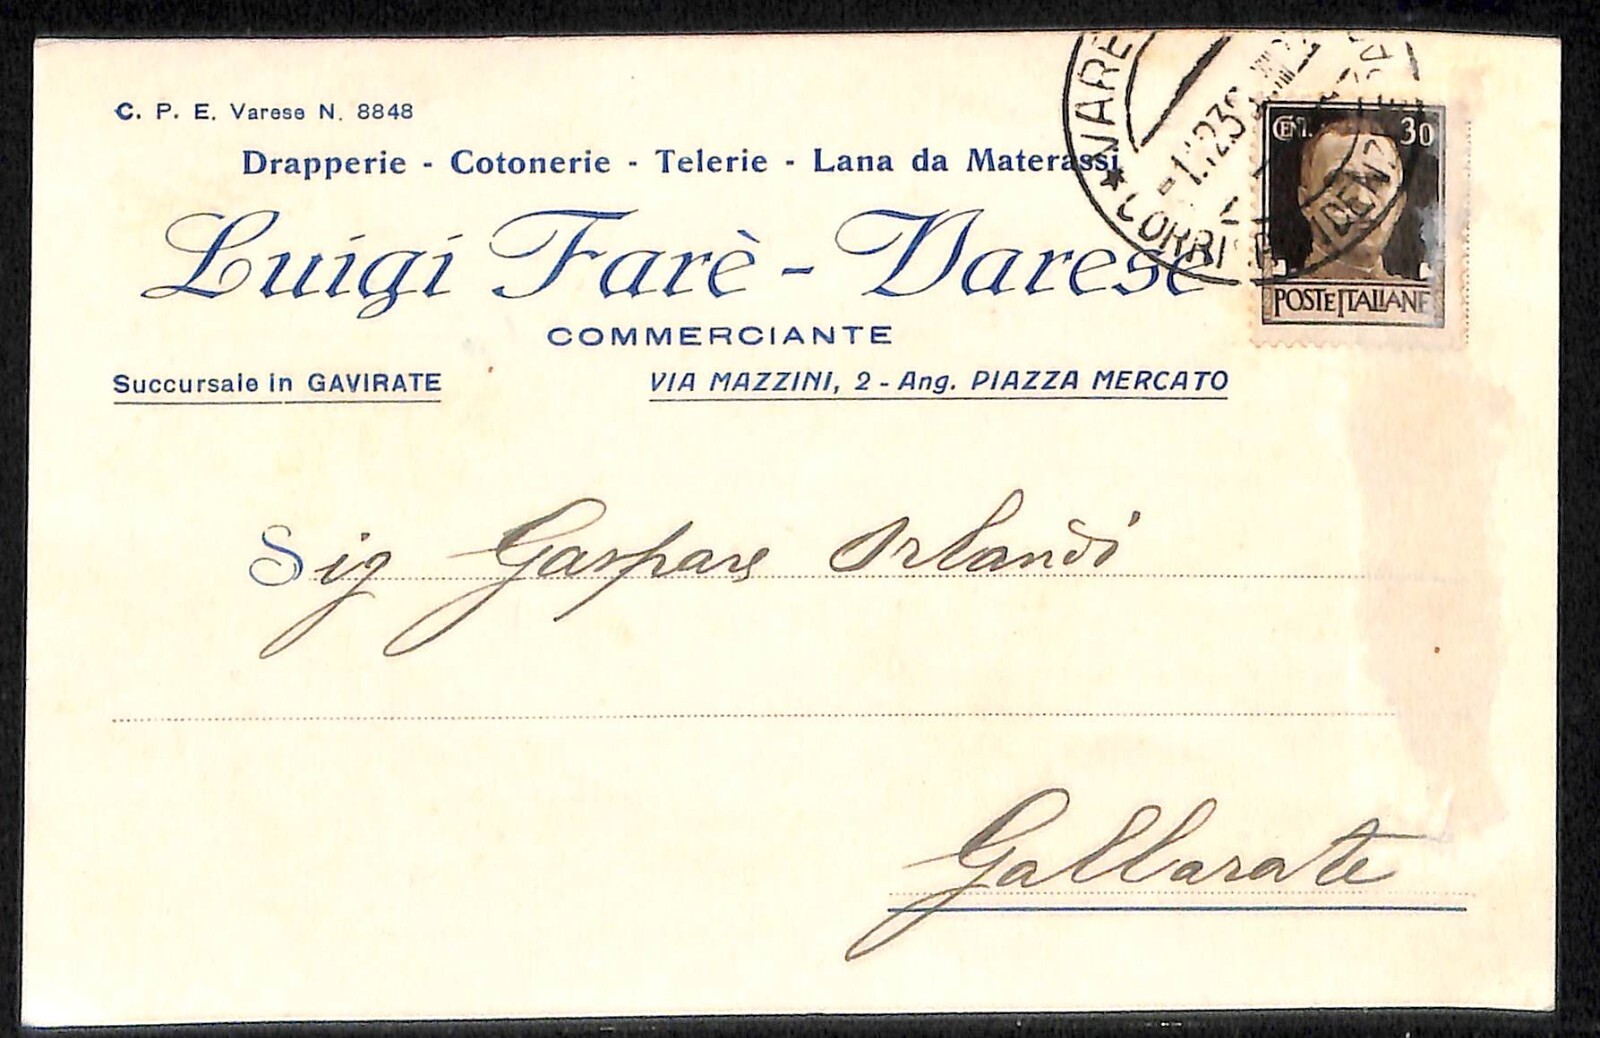 C. P. E. Varese N. 8848
Drapperie - Cotonerie - Telerie - Lana da Materassi
Luigi Farè - Varese
COMMERCIANTE
Succursale in GAVIRATE
VIA MAZZINI, 2 - Ang. PIAZZA MERCATO
CENT. 30
POSTE ITALIANE
Sig Gaspare Orlandi
Gallarate